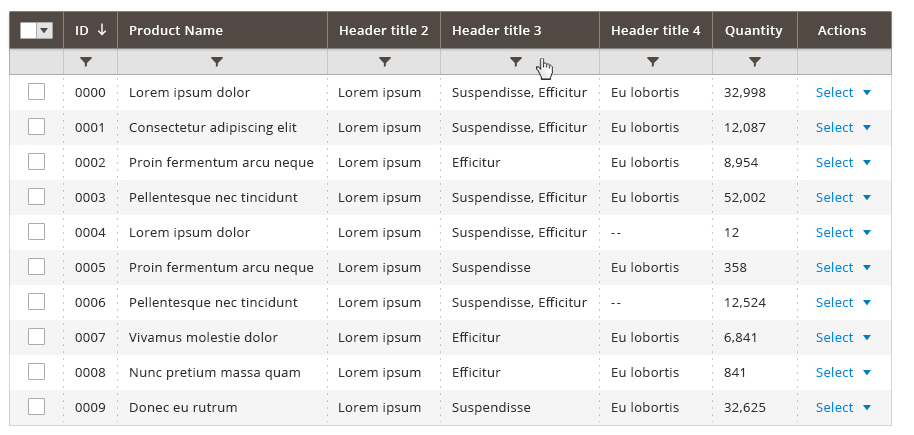 ID Product Name Header title 2 Header title 3 Header title 4 Quantity Actions
0000 Lorem ipsum dolor Lorem ipsum Suspendisse, Efficitur Eu lobortis 32,998 Select
0001 Consectetur adipiscing elit Lorem ipsum Suspendisse, Efficitur Eu lobortis 12,087 Select
0002 Proin fermentum arcu neque Lorem ipsum Efficitur Eu lobortis 8,954 Select
0003 Pellentesque nec tincidunt Lorem ipsum Suspendisse, Efficitur Eu lobortis 52,002 Select
0004 Lorem ipsum dolor Lorem ipsum Suspendisse, Efficitur -- 12 Select
0005 Proin fermentum arcu neque Lorem ipsum Suspendisse Eu lobortis 358 Select
0006 Pellentesque nec tincidunt Lorem ipsum Suspendisse, Efficitur -- 12,524 Select
0007 Vivamus molestie dolor Lorem ipsum Efficitur Eu lobortis 6,841 Select
0008 Nunc pretium massa quam Lorem ipsum Efficitur Eu lobortis 841 Select
0009 Donec eu rutrum Lorem ipsum Suspendisse Eu lobortis 32,625 Select